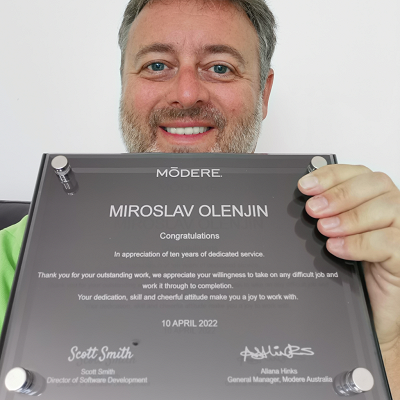 MŌDERE.
MIROSLAV OLENJIN
Congratulations
In appreciation of ten years of dedicated service.
Thank you for your outstanding work, we appreciate your willingness to take on any difficult job and
work it through to completion.
Your dedication, skill and cheerful attitude make you a joy to work with.
10 APRIL 2022
Scott Smith
Scott Smith
Director of Software Development
Aliana Hinks
General Manager, Modere Australia